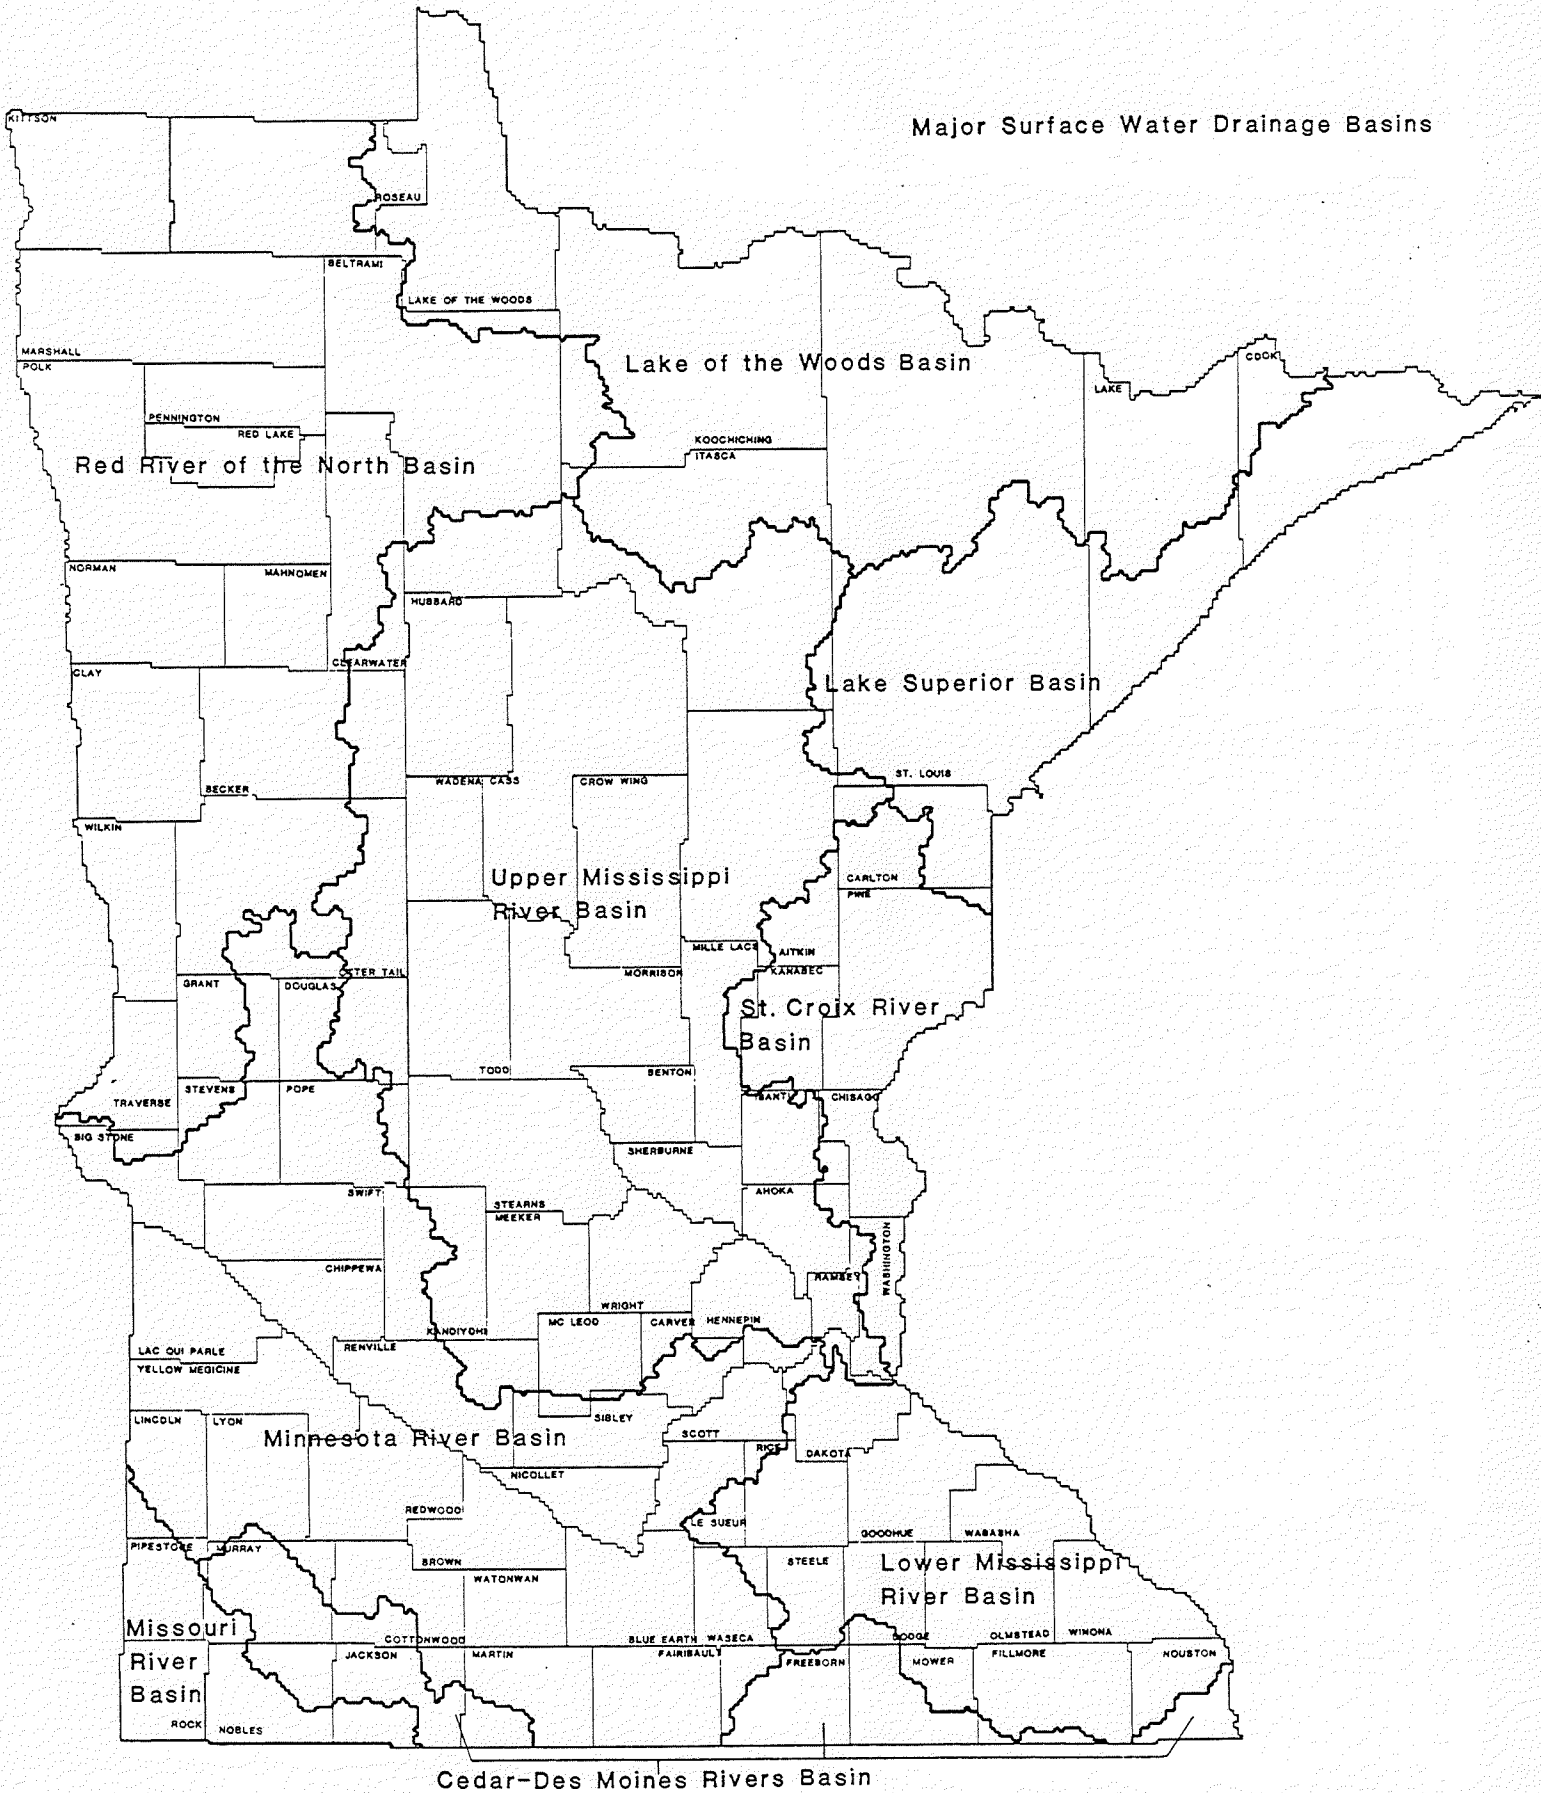 Major Surface Water Drainage Basins
KITTSON
ROSEAU
BELTRAMI
LAKE OF THE WOODS
MARSHALL
POLK
Lake of the Woods Basin
COOK
LAKE
PENNINGTON
RED LAKE
KOOCHICHING
ITASCA
Red River of the North Basin
NORMAN
MAHNOMEN
HUBBARD
CLEARWATER
CLAY
Lake Superior Basin
ST. LOUIS
WADENA
CASS
CROW WING
BECKER
WILKIN
Upper Mississippi
River Basin
CARLTON
PINE
MILLE LACS
AITKIN
KANABEC
OTTER TAIL
MORRISON
GRANT
DOUGLAS
St. Croix River
Basin
TODD
BENTON
STEVENS
POPE
TRAVERSE
ISANTI
CHISAGO
BIG STONE
SHERBURNE
SWIFT
AHOKA
STEARNS
MEEKER
WASHINGTON
CHIPPEWA
RAMSEY
WRIGHT
MC LEOD
CARVER
HENNEPIN
KANDIYOHI
RENVILLE
LAC QUI PARLE
YELLOW MEDICINE
LINCOLN
LYON
SIBLEY
Minnesota River Basin
SCOTT
RICE
DAKOTA
NICOLLET
REDWOOD
LE SUEUR
GOODHUE
WABASHA
PIPESTONE
MURRAY
BROWN
WATONWAN
STEELE
Lower Mississippi
River Basin
Missouri
River
Basin
COTTONWOOD
BLUE EARTH
WASECA
DODGE
OLMSTEAD
WINONA
JACKSON
MARTIN
FAIRIBAULT
FREEBORN
MOWER
FILLMORE
NOUSTON
ROCK
NOBLES
Cedar-Des Moines Rivers Basin